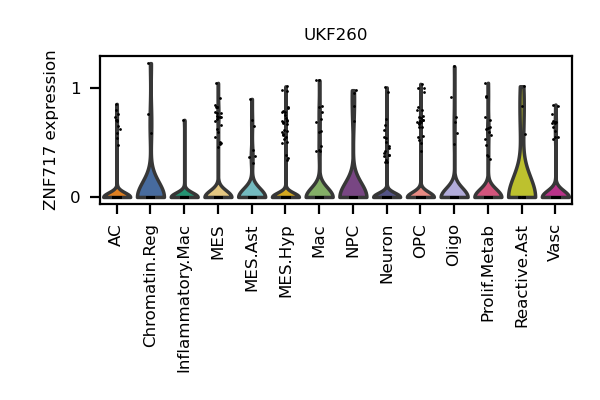 UKF260
ZNF717 expression
1
0
AC
Chromatin.Reg
Inflammatory.Mac
MES
MES.Ast
MES.Hyp
Mac
NPC
Neuron
OPC
Oligo
Prolif.Metab
Reactive.Ast
Vasc